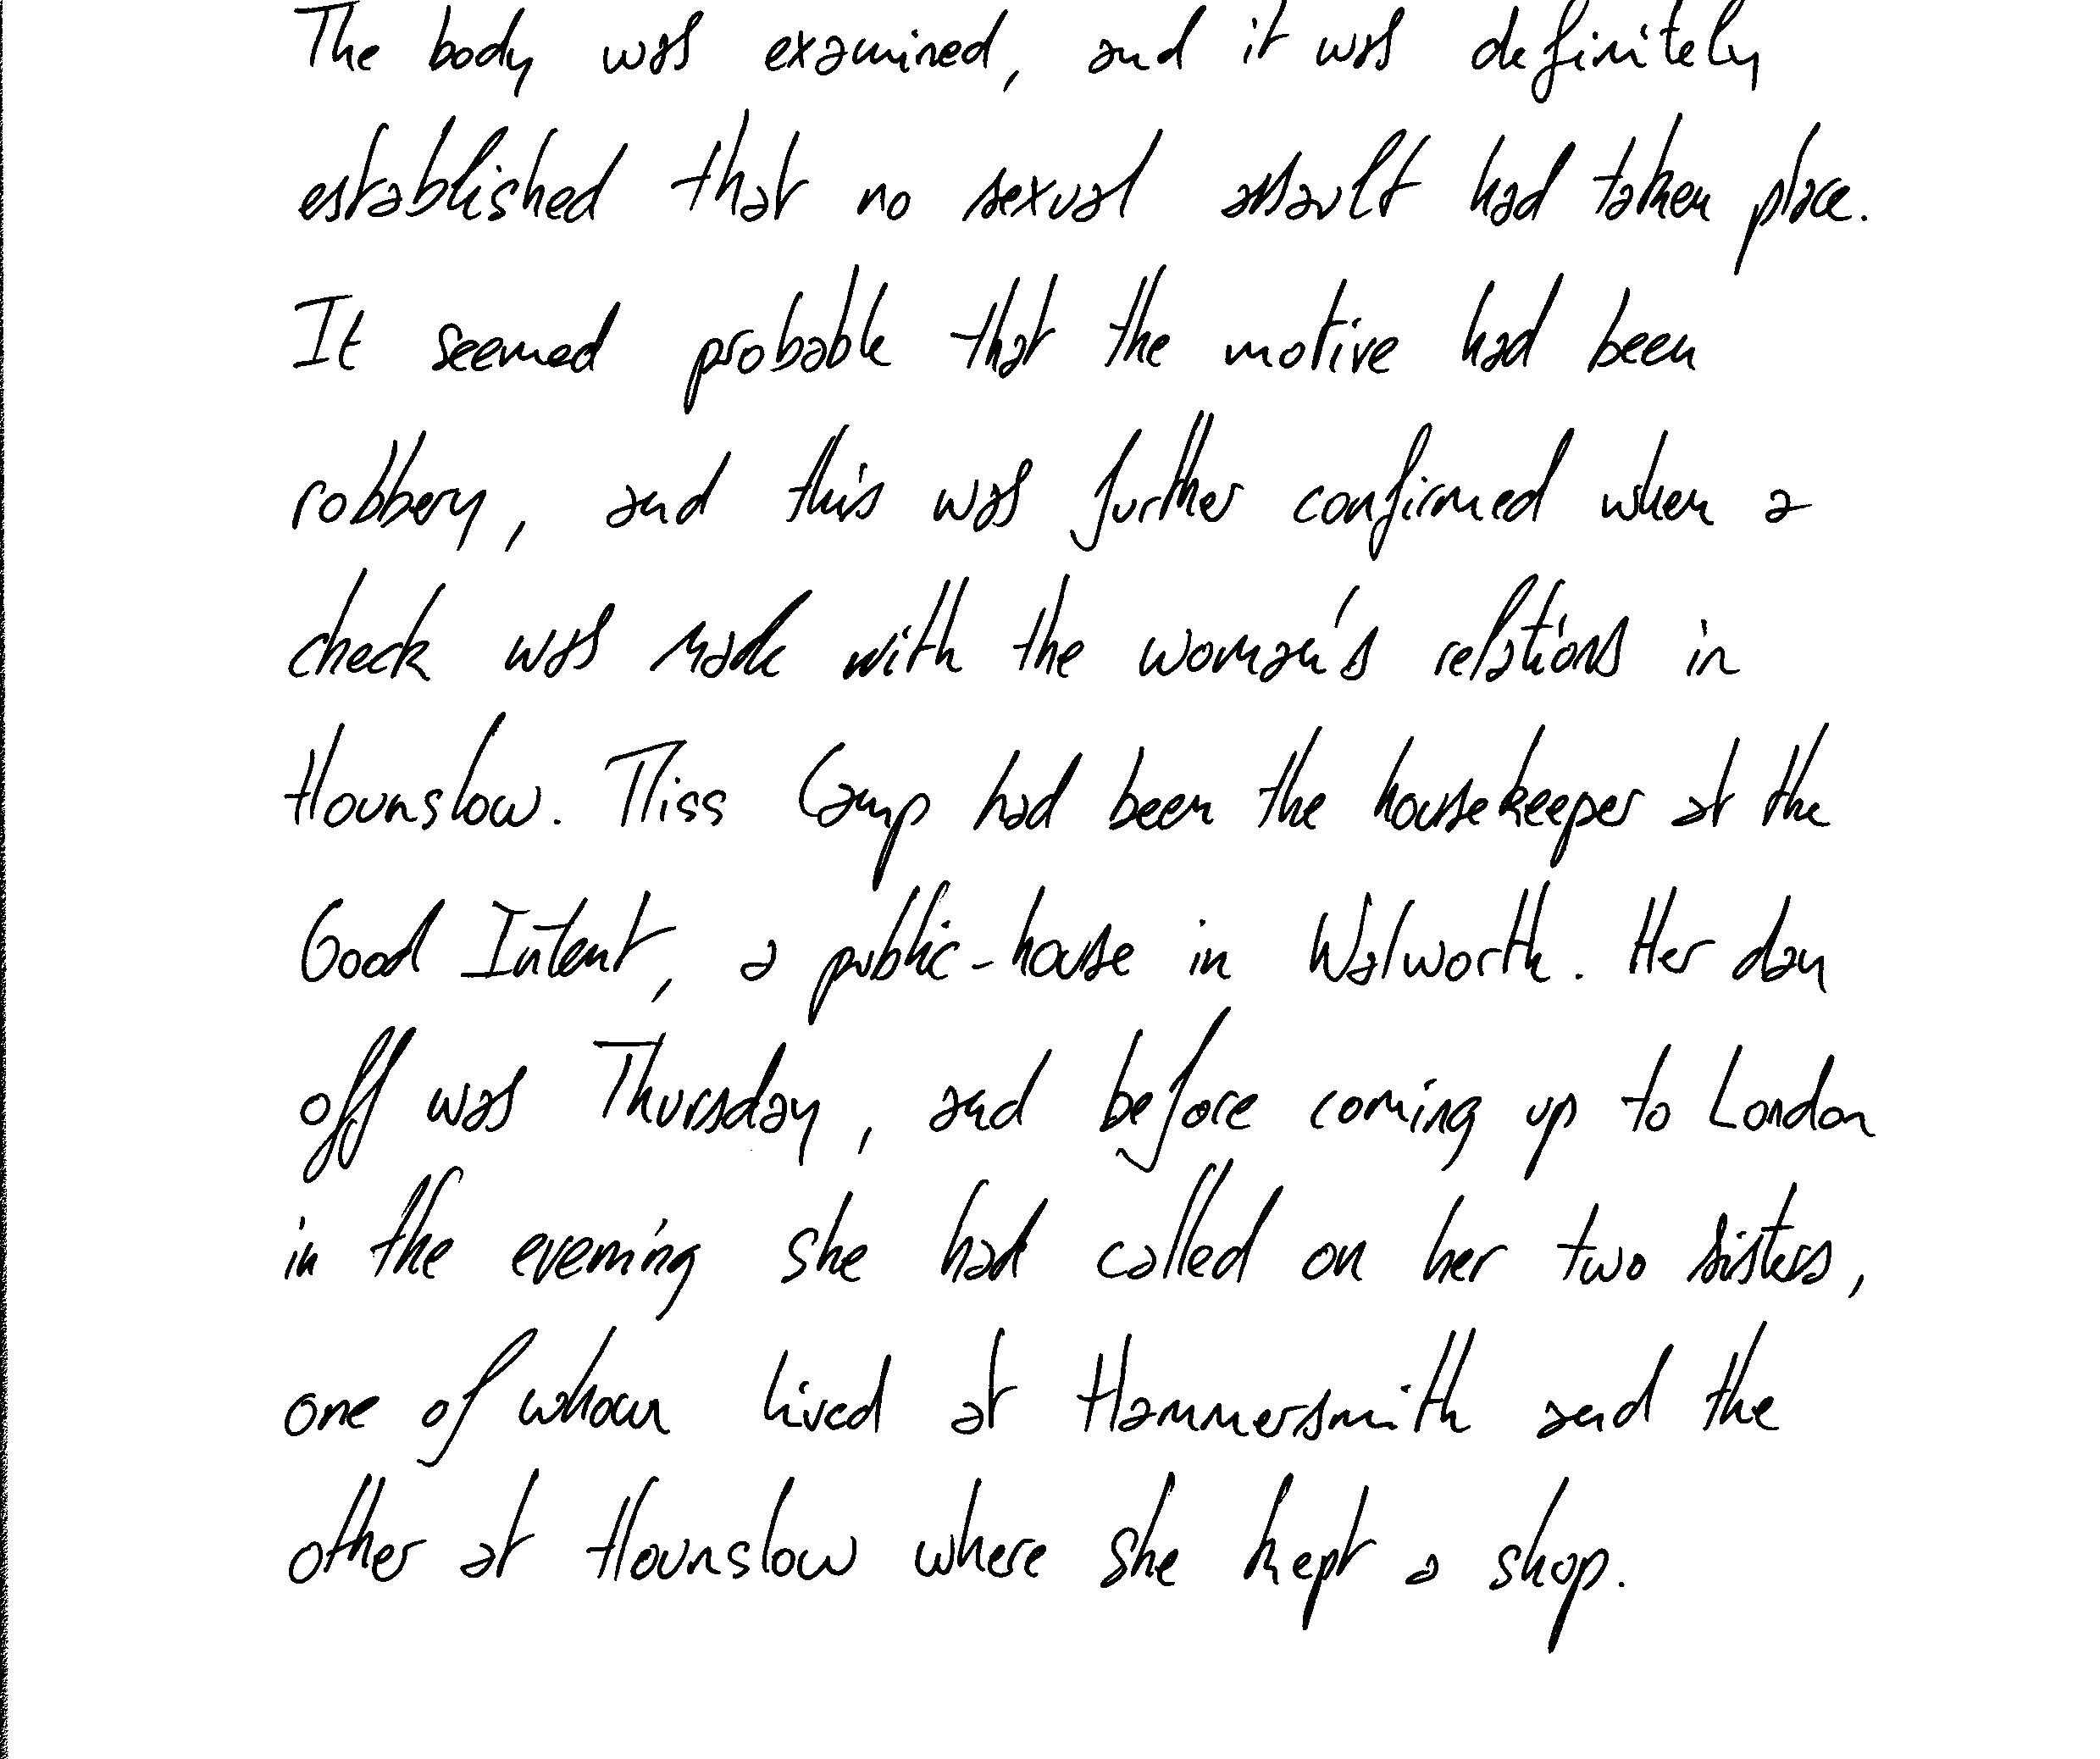 The body was examined, and it was definitely
established that no sexual assault had taken place.
It seemed probable that the motive had been
robbery, and this was further confirmed when a
check was made with the woman's relations in
Hounslow. Miss Camp had been the housekeeper at the
Good Intent, a public-house in Walworth. Her day
off was Thursday, and before coming up to London
in the evening she had called on her two sisters,
one of whom lived at Hammersmith and the
other at Hounslow where she kept a shop.